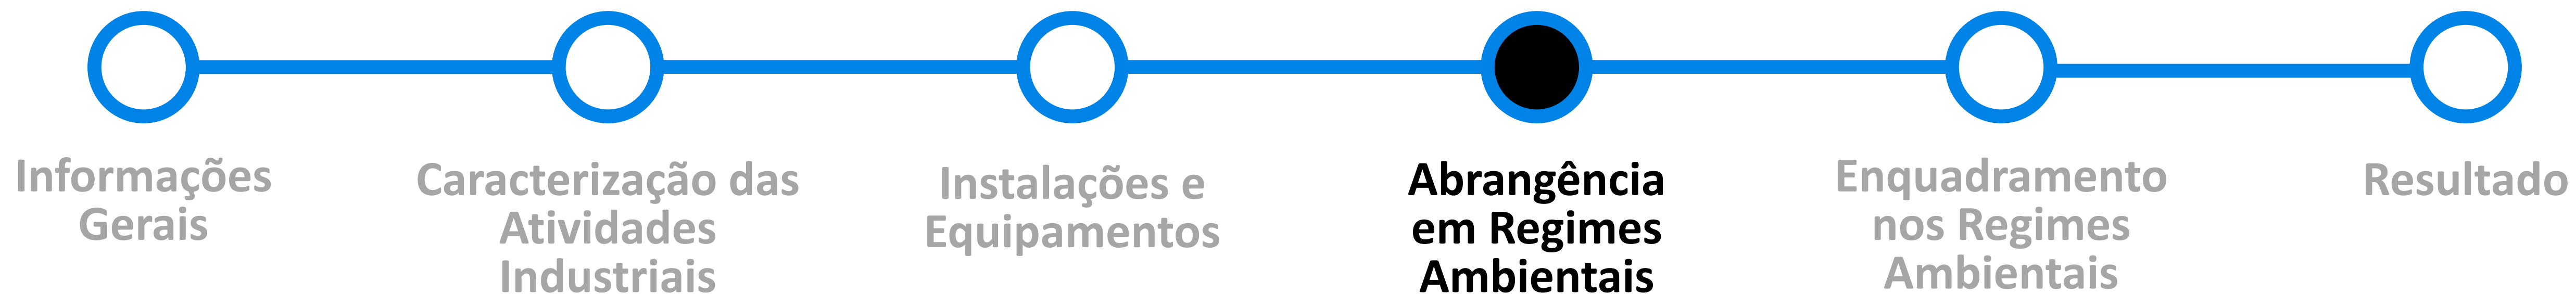 Informações
Gerais
Caracterização das
Atividades
Industriais
Instalações e
Equipamentos
Abrangência
em Regimes
Ambientais
Enquadramento
nos Regimes
Ambientais
Resultado